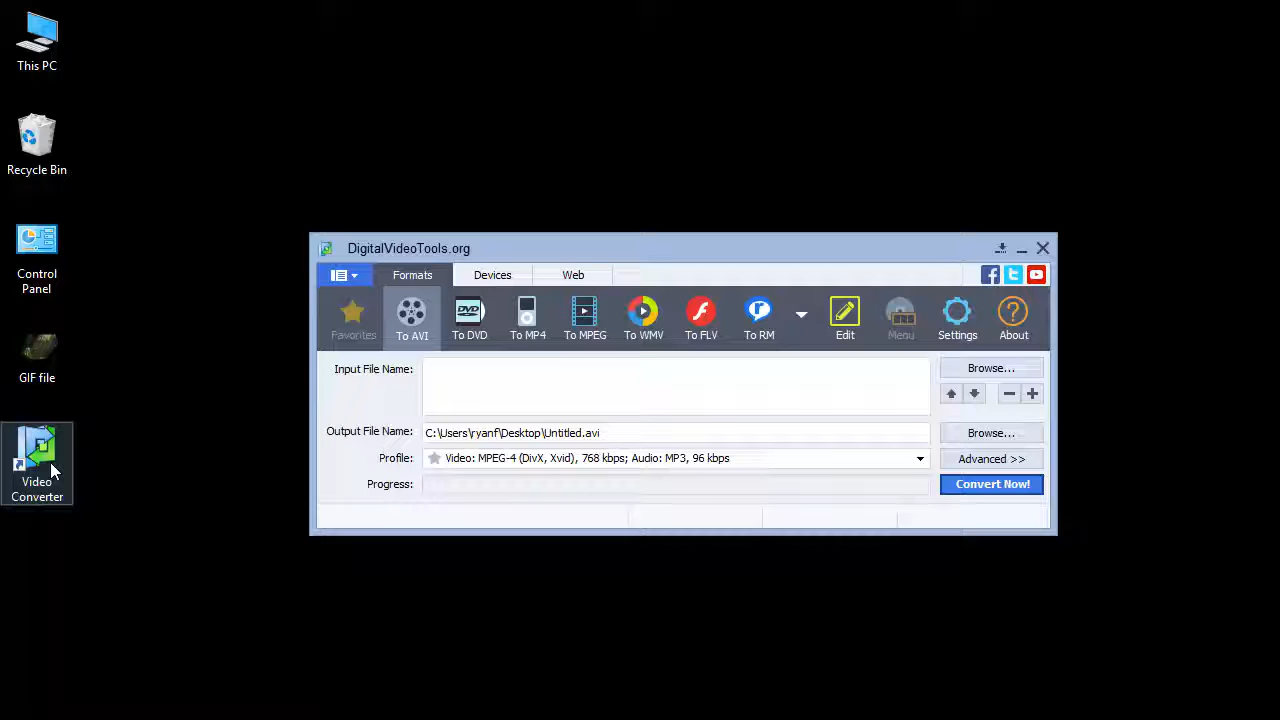 This PC
Recycle Bin
Control
Panel
GIF file
Video
Converter
DigitalVideoTools.org
Formats Devices Web
Favorites To AVI To DVD To MP4 To MPEG To WMV To FLV To RM Edit Menu Settings About
Input File Name: Browse...
Output File Name: C:\Users\ryanf\Desktop\Untitled.avi Browse...
Profile: Video: MPEG-4 (DivX, Xvid), 768 kbps; Audio: MP3, 96 kbps Advanced >>
Progress: Convert Now!